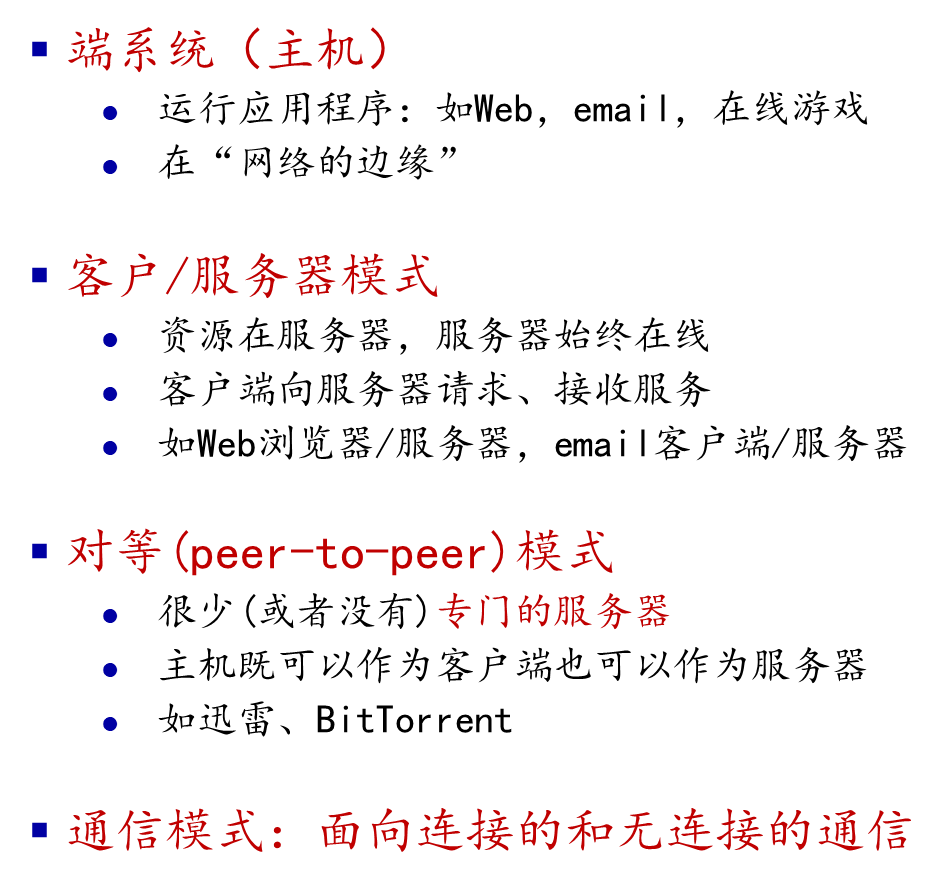 端系统（主机）
运行应用程序：如Web，email，在线游戏
在“网络的边缘”
客户/服务器模式
资源在服务器，服务器始终在线
客户端向服务器请求、接收服务
如Web浏览器/服务器，email客户端/服务器
对等(peer-to-peer)模式
很少(或者没有)专门的服务器
主机既可以作为客户端也可以作为服务器
如迅雷、BitTorrent
通信模式：面向连接的和无连接的通信